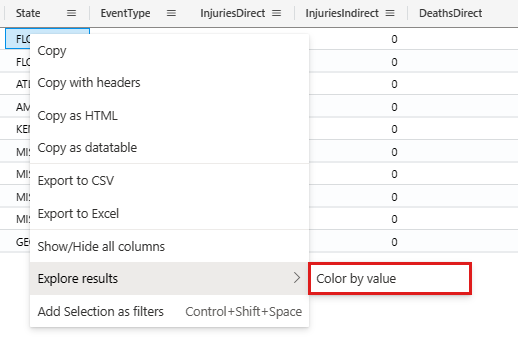 State EventType InjuriesDirect InjuriesIndirect DeathsDirect
FLO 0
FLO 0
ATL 0
AM 0
KEN 0
MIS 0
MIS 0
MIS 0
MIS 0
GEO 0
Copy
Copy with headers
Copy as HTML
Copy as datatable
Export to CSV
Export to Excel
Show/Hide all columns
Explore results
Color by value
Add Selection as filters Control+Shift+Space